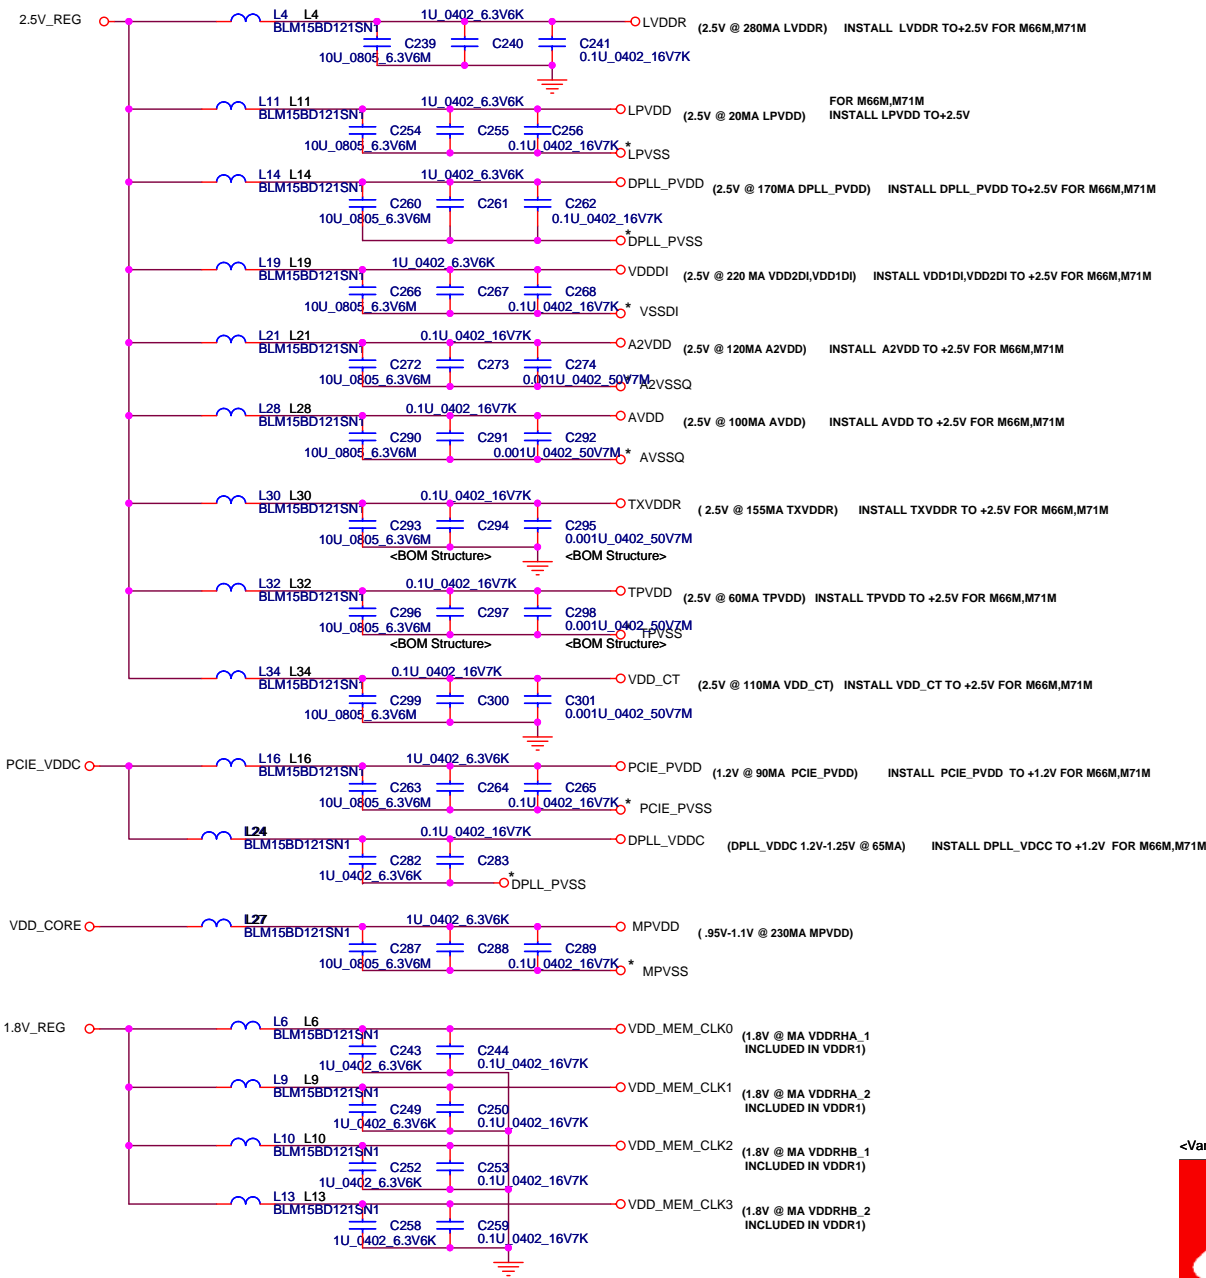 2.5V_REG
L4 L4
BLM15BD121SN1
1U_0402_6.3V6K
C239
C240
C241
10U_0805_6.3V6M
0.1U_0402_16V7K
LVDDR
(2.5V @ 280MA LVDDR) INSTALL LVDDR TO+2.5V FOR M66M,M71M
L11 L11
BLM15BD121SN1
1U_0402_6.3V6K
C254
C255
C256
10U_0805_6.3V6M
0.1U_0402_16V7K
LPVDD
(2.5V @ 20MA LPVDD)
FOR M66M,M71M
INSTALL LPVDD TO+2.5V
* LPVSS
L14 L14
BLM15BD121SN1
1U_0402_6.3V6K
C260
C261
C262
10U_0805_6.3V6M
0.1U_0402_16V7K
DPLL_PVDD
(2.5V @ 170MA DPLL_PVDD) INSTALL DPLL_PVDD TO+2.5V FOR M66M,M71M
* DPLL_PVSS
L19 L19
BLM15BD121SN1
1U_0402_6.3V6K
C266
C267
C268
10U_0805_6.3V6M
0.1U_0402_16V7K
VDDDI
(2.5V @ 220 MA VDD2DI,VDD1DI) INSTALL VDD1DI,VDD2DI TO +2.5V FOR M66M,M71M
* VSSDI
L21 L21
BLM15BD121SN1
0.1U_0402_16V7K
C272
C273
C274
10U_0805_6.3V6M
0.001U_0402_50V7M
A2VDD
(2.5V @ 120MA A2VDD) INSTALL A2VDD TO +2.5V FOR M66M,M71M
A2VSSQ
L28 L28
BLM15BD121SN1
0.1U_0402_16V7K
C290
C291
C292
10U_0805_6.3V6M
0.001U_0402_50V7M
AVDD
(2.5V @ 100MA AVDD) INSTALL AVDD TO +2.5V FOR M66M,M71M
* AVSSQ
L30 L30
BLM15BD121SN1
0.1U_0402_16V7K
C293
C294
C295
10U_0805_6.3V6M
0.001U_0402_50V7M
<BOM Structure>
<BOM Structure>
TXVDDR
( 2.5V @ 155MA TXVDDR) INSTALL TXVDDR TO +2.5V FOR M66M,M71M
L32 L32
BLM15BD121SN1
0.1U_0402_16V7K
C296
C297
C298
10U_0805_6.3V6M
0.001U_0402_50V7M
<BOM Structure>
<BOM Structure>
TPVDD
(2.5V @ 60MA TPVDD) INSTALL TPVDD TO +2.5V FOR M66M,M71M
TPVSS
L34 L34
BLM15BD121SN1
0.1U_0402_16V7K
C299
C300
C301
10U_0805_6.3V6M
0.001U_0402_50V7M
VDD_CT
(2.5V @ 110MA VDD_CT) INSTALL VDD_CT TO +2.5V FOR M66M,M71M
PCIE_VDDC
L16 L16
BLM15BD121SN1
1U_0402_6.3V6K
C263
C264
C265
10U_0805_6.3V6M
0.1U_0402_16V7K
PCIE_PVDD
(1.2V @ 90MA PCIE_PVDD) INSTALL PCIE_PVDD TO +1.2V FOR M66M,M71M
* PCIE_PVSS
L24
BLM15BD121SN1
0.1U_0402_16V7K
C282
C283
1U_0402_6.3V6K
DPLL_VDDC
(DPLL_VDDC 1.2V-1.25V @ 65MA) INSTALL DPLL_VDCC TO +1.2V FOR M66M,M71M
* DPLL_PVSS
VDD_CORE
L27
BLM15BD121SN1
1U_0402_6.3V6K
C287
C288
C289
10U_0805_6.3V6M
0.1U_0402_16V7K
MPVDD
( .95V-1.1V @ 230MA MPVDD)
* MPVSS
1.8V_REG
L6 L6
BLM15BD121SN1
C243
C244
1U_0402_6.3V6K
0.1U_0402_16V7K
VDD_MEM_CLK0
(1.8V @ MA VDDRHA_1
INCLUDED IN VDDR1)
L9 L9
BLM15BD121SN1
C249
C250
1U_0402_6.3V6K
0.1U_0402_16V7K
VDD_MEM_CLK1
(1.8V @ MA VDDRHA_2
INCLUDED IN VDDR1)
L10 L10
BLM15BD121SN1
C252
C253
1U_0402_6.3V6K
0.1U_0402_16V7K
VDD_MEM_CLK2
(1.8V @ MA VDDRHB_1
INCLUDED IN VDDR1)
<Var
L13 L13
BLM15BD121SN1
C258
C259
1U_0402_6.3V6K
0.1U_0402_16V7K
VDD_MEM_CLK3
(1.8V @ MA VDDRHB_2
INCLUDED IN VDDR1)